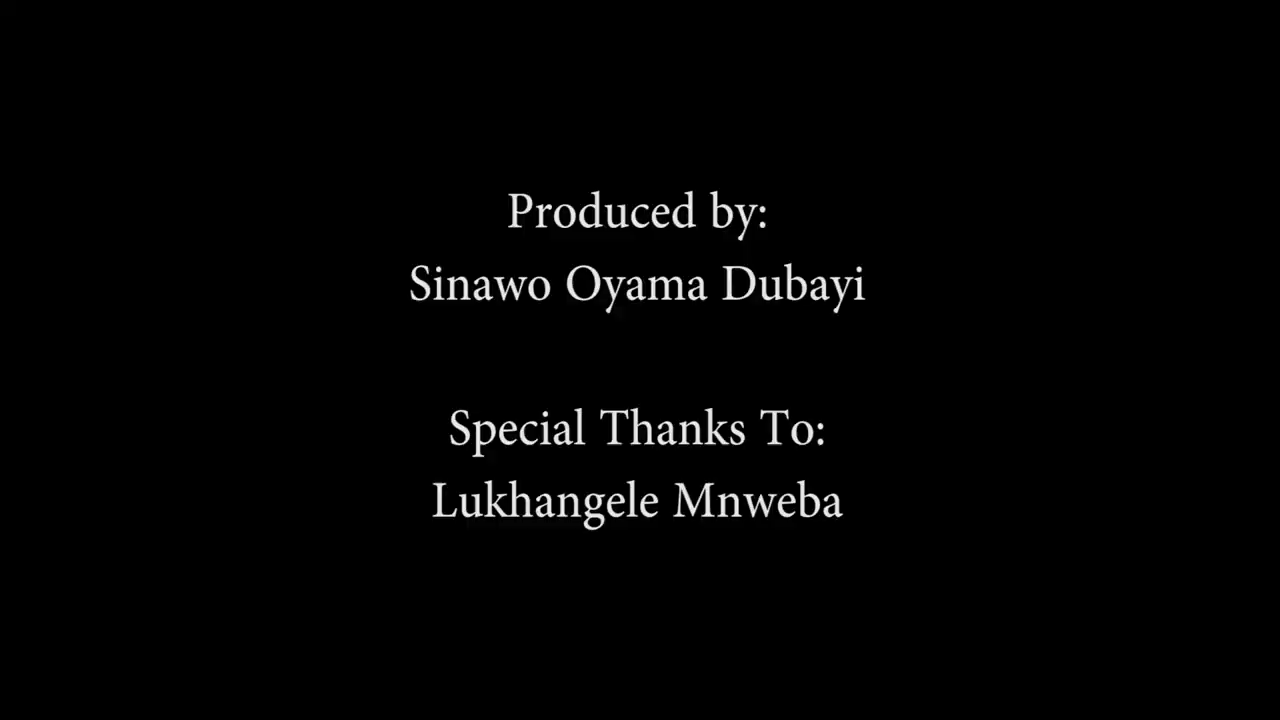 Produced by:
Sinawo Oyama Dubayi
Special Thanks To:
Lukhangele Mnweba